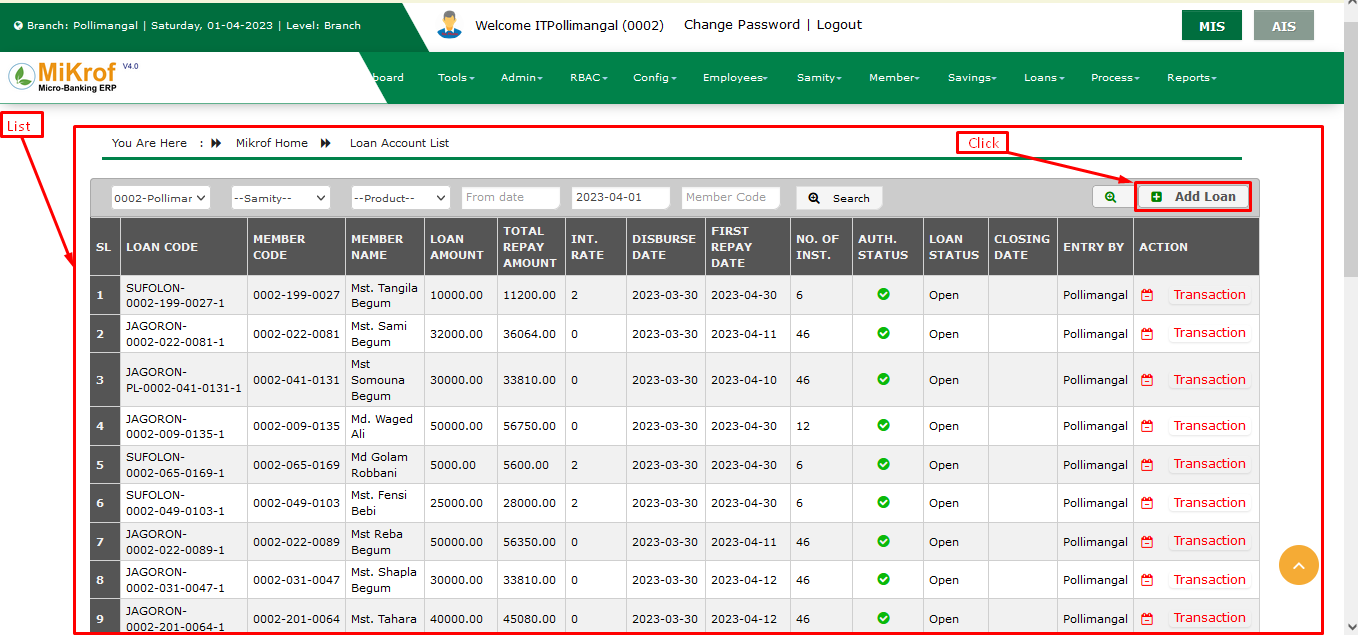 Branch: Pollimangal | Saturday, 01-04-2023 | Level: Branch
Welcome ITPollimangal (0002) Change Password | Logout
MIS AIS
MiKrof V4.0
Micro-Banking ERP
board Tools Admin RBAC Config Employees Samity Member Savings Loans Process Reports
List
You Are Here : Mikrof Home Loan Account List
Click
0002-Pollimar --Samity-- --Product-- From date 2023-04-01 Member Code Search Add Loan
SL LOAN CODE MEMBER CODE MEMBER NAME LOAN AMOUNT TOTAL REPAY AMOUNT INT. RATE DISBURSE DATE FIRST REPAY DATE NO. OF INST. AUTH. STATUS LOAN STATUS CLOSING DATE ENTRY BY ACTION
1 SUFOLON-0002-199-0027-1 0002-199-0027 Mst. Tangila Begum 10000.00 11200.00 2 2023-03-30 2023-04-30 6 Open Pollimangal Transaction
2 JAGORON-0002-022-0081-1 0002-022-0081 Mst. Sami Begum 32000.00 36064.00 0 2023-03-30 2023-04-11 46 Open Pollimangal Transaction
3 JAGORON-PL-0002-041-0131-1 0002-041-0131 Mst Somouna Begum 30000.00 33810.00 0 2023-03-30 2023-04-10 46 Open Pollimangal Transaction
4 JAGORON-0002-009-0135-1 0002-009-0135 Md. Waged Ali 50000.00 56750.00 0 2023-03-30 2023-04-30 12 Open Pollimangal Transaction
5 SUFOLON-0002-065-0169-1 0002-065-0169 Md Golam Robbani 5000.00 5600.00 2 2023-03-30 2023-04-30 6 Open Pollimangal Transaction
6 SUFOLON-0002-049-0103-1 0002-049-0103 Mst. Fensi Bebi 25000.00 28000.00 2 2023-03-30 2023-04-30 6 Open Pollimangal Transaction
7 JAGORON-0002-022-0089-1 0002-022-0089 Mst Reba Begum 50000.00 56350.00 0 2023-03-30 2023-04-11 46 Open Pollimangal Transaction
8 JAGORON-0002-031-0047-1 0002-031-0047 Mst. Shapla Begum 30000.00 33810.00 0 2023-03-30 2023-04-12 46 Open Pollimangal Transaction
9 JAGORON-0002-201-0064-1 0002-201-0064 Mst. Tahara 40000.00 45080.00 0 2023-03-30 2023-04-12 46 Open Pollimangal Transaction